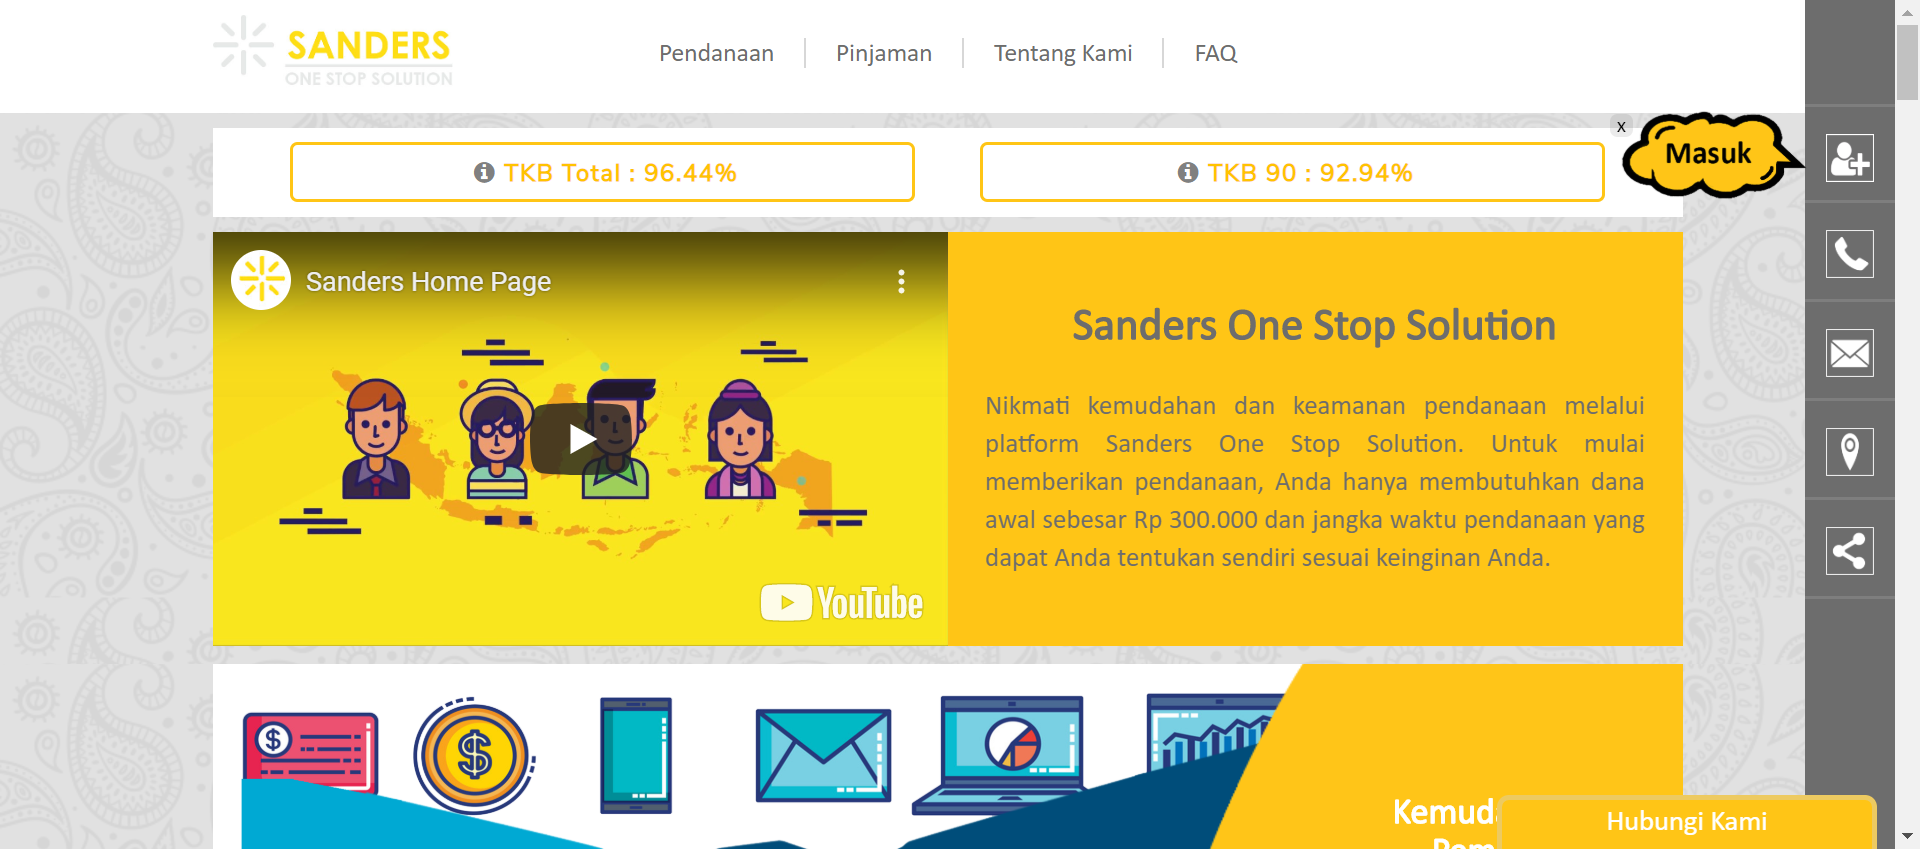 SANDERS
ONE STOP SOLUTION
Pendanaan
Pinjaman
Tentang Kami
FAQ
TKB Total : 96.44%
TKB 90 : 92.94%
x
Masuk
Sanders Home Page
YouTube
Sanders One Stop Solution
Nikmati kemudahan dan keamanan pendanaan melalui
platform Sanders One Stop Solution. Untuk mulai
memberikan pendanaan, Anda hanya membutuhkan dana
awal sebesar Rp 300.000 dan jangka waktu pendanaan yang
dapat Anda tentukan sendiri sesuai keinginan Anda.
Hubungi Kami